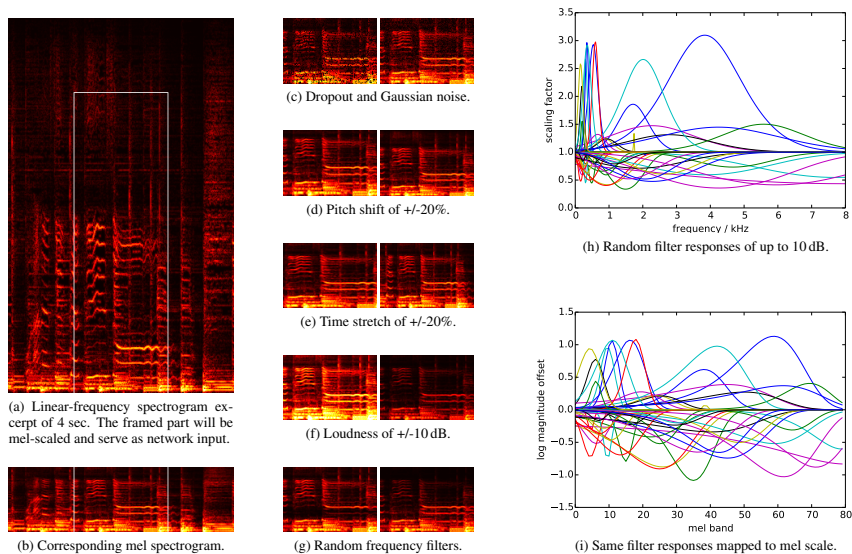 (a) Linear-frequency spectrogram ex-
cerpt of 4 sec. The framed part will be
mel-scaled and serve as network input.
(b) Corresponding mel spectrogram.
(c) Dropout and Gaussian noise.
(d) Pitch shift of +/-20%.
(e) Time stretch of +/-20%.
(f) Loudness of +/-10 dB.
(g) Random frequency filters.
3.5
3.0
2.5
2.0
1.5
1.0
0.5
0.0
scaling factor
0 1 2 3 4 5 6 7 8
frequency / kHz
(h) Random filter responses of up to 10 dB.
1.5
1.0
0.5
0.0
−0.5
−1.0
−1.5
log magnitude offset
0 10 20 30 40 50 60 70 80
mel band
(i) Same filter responses mapped to mel scale.